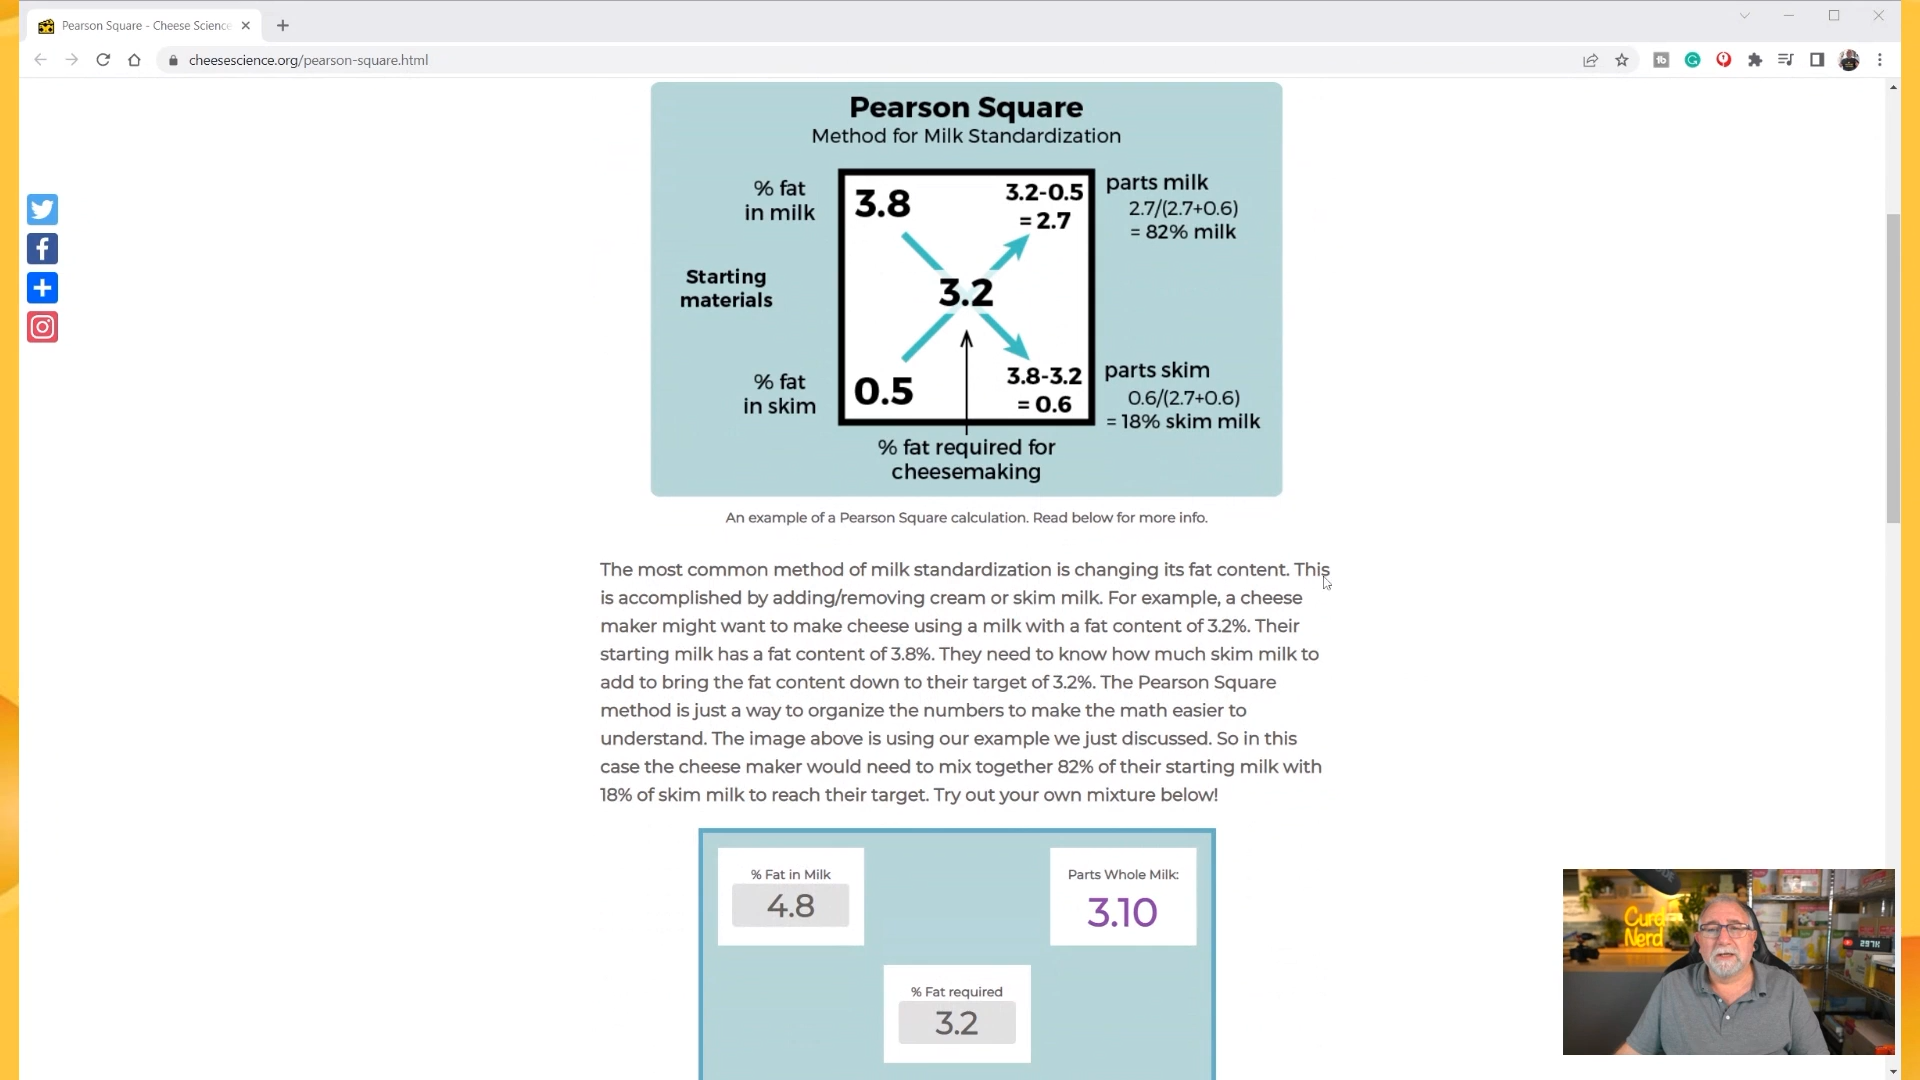 Pearson Square - Cheese Science
cheesescience.org/pearson-square.html
Pearson Square
Method for Milk Standardization
% fat
in milk
3.8
3.2-0.5
= 2.7
parts milk
2.7/(2.7+0.6)
= 82% milk
Starting
materials
3.2
% fat
in skim
0.5
3.8-3.2
= 0.6
parts skim
0.6/(2.7+0.6)
= 18% skim milk
% fat required for
cheesemaking
An example of a Pearson Square calculation. Read below for more info.
The most common method of milk standardization is changing its fat content. This
is accomplished by adding/removing cream or skim milk. For example, a cheese
maker might want to make cheese using a milk with a fat content of 3.2%. Their
starting milk has a fat content of 3.8%. They need to know how much skim milk to
add to bring the fat content down to their target of 3.2%. The Pearson Square
method is just a way to organize the numbers to make the math easier to
understand. The image above is using our example we just discussed. So in this
case the cheese maker would need to mix together 82% of their starting milk with
18% of skim milk to reach their target. Try out your own mixture below!
% Fat in Milk
4.8
Parts Whole Milk:
3.10
% Fat required
3.2
Curd
Nerd
297K